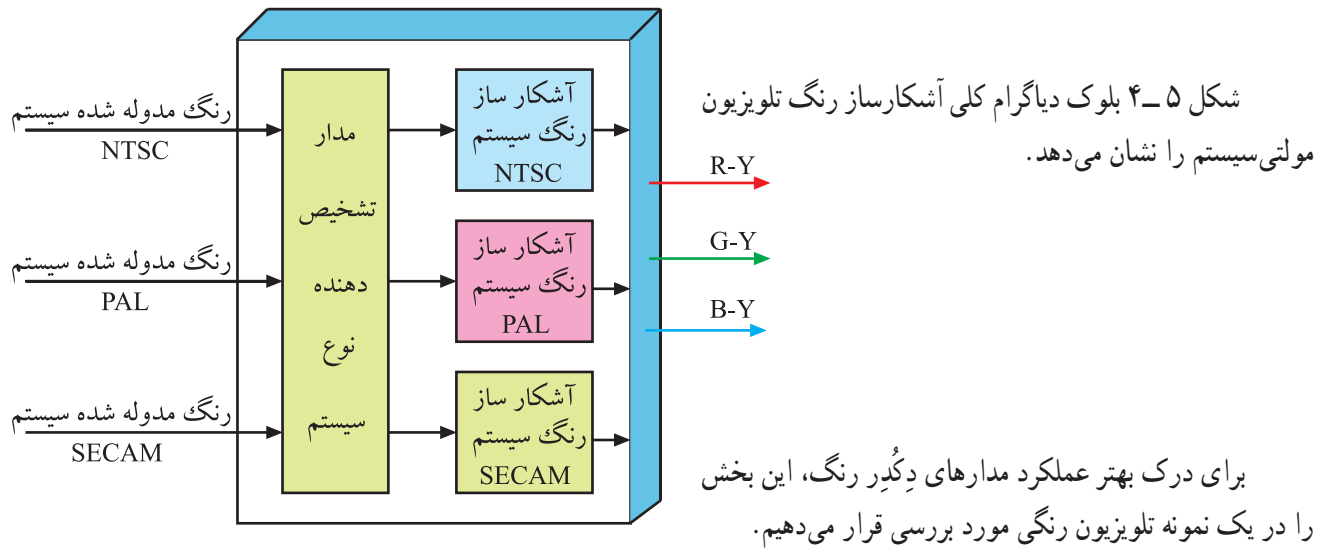 شکل ۵ ــ۴ بلوک دیاگرام کلی آشکارساز رنگ تلویزیون
مولتی‌سیستم را نشان می‌دهد.
رنگ مدوله شده سیستم
NTSC
رنگ مدوله شده سیستم
PAL
رنگ مدوله شده سیستم
SECAM
مدار
تشخیص
دهنده
نوع
سیستم
آشکار ساز
رنگ سیستم
NTSC
آشکار ساز
رنگ سیستم
PAL
آشکار ساز
رنگ سیستم
SECAM
R-Y
G-Y
B-Y
برای درک بهتر عملکرد مدارهای دِکُدِر رنگ، این بخش
را در یک نمونه تلویزیون رنگی مورد بررسی قرار می‌دهیم.